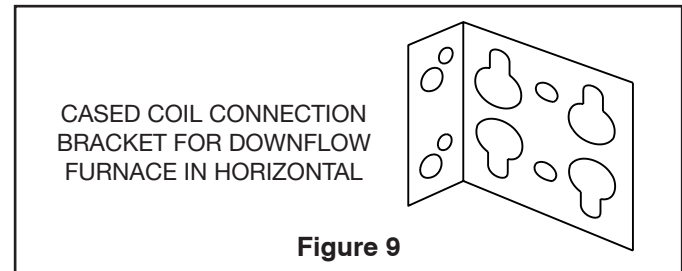 CASED COIL CONNECTION
BRACKET FOR DOWNFLOW
FURNACE IN HORIZONTAL
Figure 9